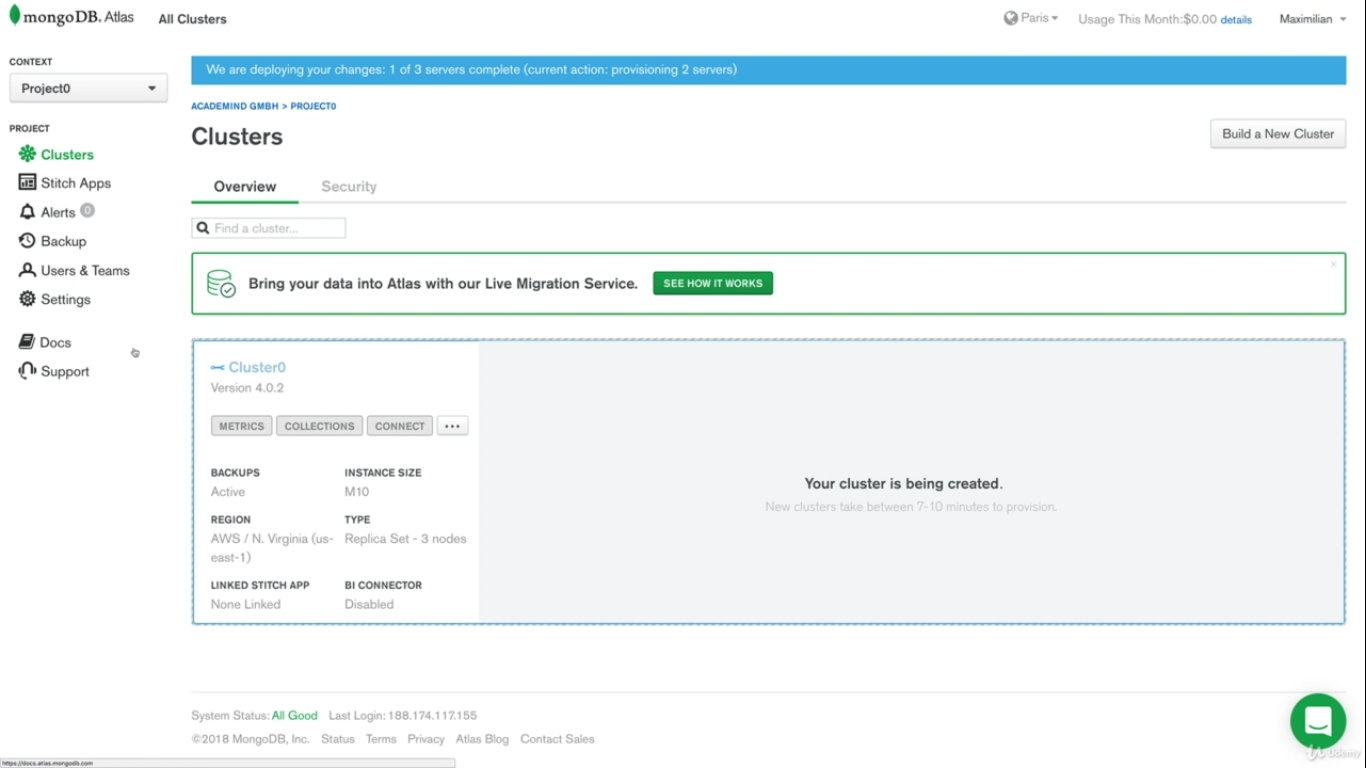 mongoDB. Atlas
All Clusters
Paris
Usage This Month:$0.00 details
Maximilian
CONTEXT
Project0
PROJECT
Clusters
Stitch Apps
Alerts 0
Backup
Users & Teams
Settings
Docs
Support
We are deploying your changes: 1 of 3 servers complete (current action: provisioning 2 servers)
ACADEMIND GMBH > PROJECT0
Clusters
Build a New Cluster
Overview
Security
Find a cluster...
Bring your data into Atlas with our Live Migration Service.
SEE HOW IT WORKS
×
Cluster0
Version 4.0.2
METRICS
COLLECTIONS
CONNECT
...
BACKUPS
Active
INSTANCE SIZE
M10
REGION
AWS / N. Virginia (us-
east-1)
TYPE
Replica Set - 3 nodes
LINKED STITCH APP
None Linked
BI CONNECTOR
Disabled
Your cluster is being created.
New clusters take between 7-10 minutes to provision.
System Status: All Good Last Login: 188.174.117.155
©2018 MongoDB, Inc. Status Terms Privacy Atlas Blog Contact Sales
Udemy
https://docs.atlas.mongodb.com